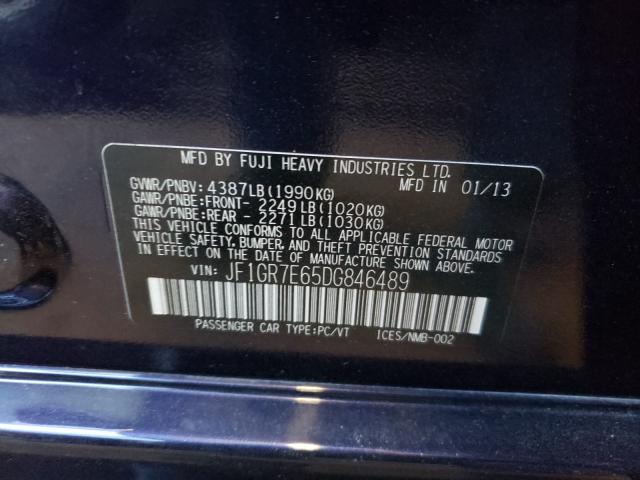 MFD BY FUJI HEAVY INDUSTRIES LTD.
MFD IN 01/13
GVWR/PNBV: 4387LB(1990KG)
GAWR/PNBE:FRONT- 2249LB(1020KG)
GAWR/PNBE:REAR - 2271LB(1030KG)
THIS VEHICLE CONFORMS TO ALL APPLICABLE FEDERAL MOTOR
VEHICLE SAFETY, BUMPER, AND THEFT PREVENTION STANDARDS
IN EFFECT ON THE DATE OF MANUFACTURE SHOWN ABOVE.
VIN: JF1GR7E65DG846489
PASSENGER CAR TYPE:PC/VT ICES/NMB-002